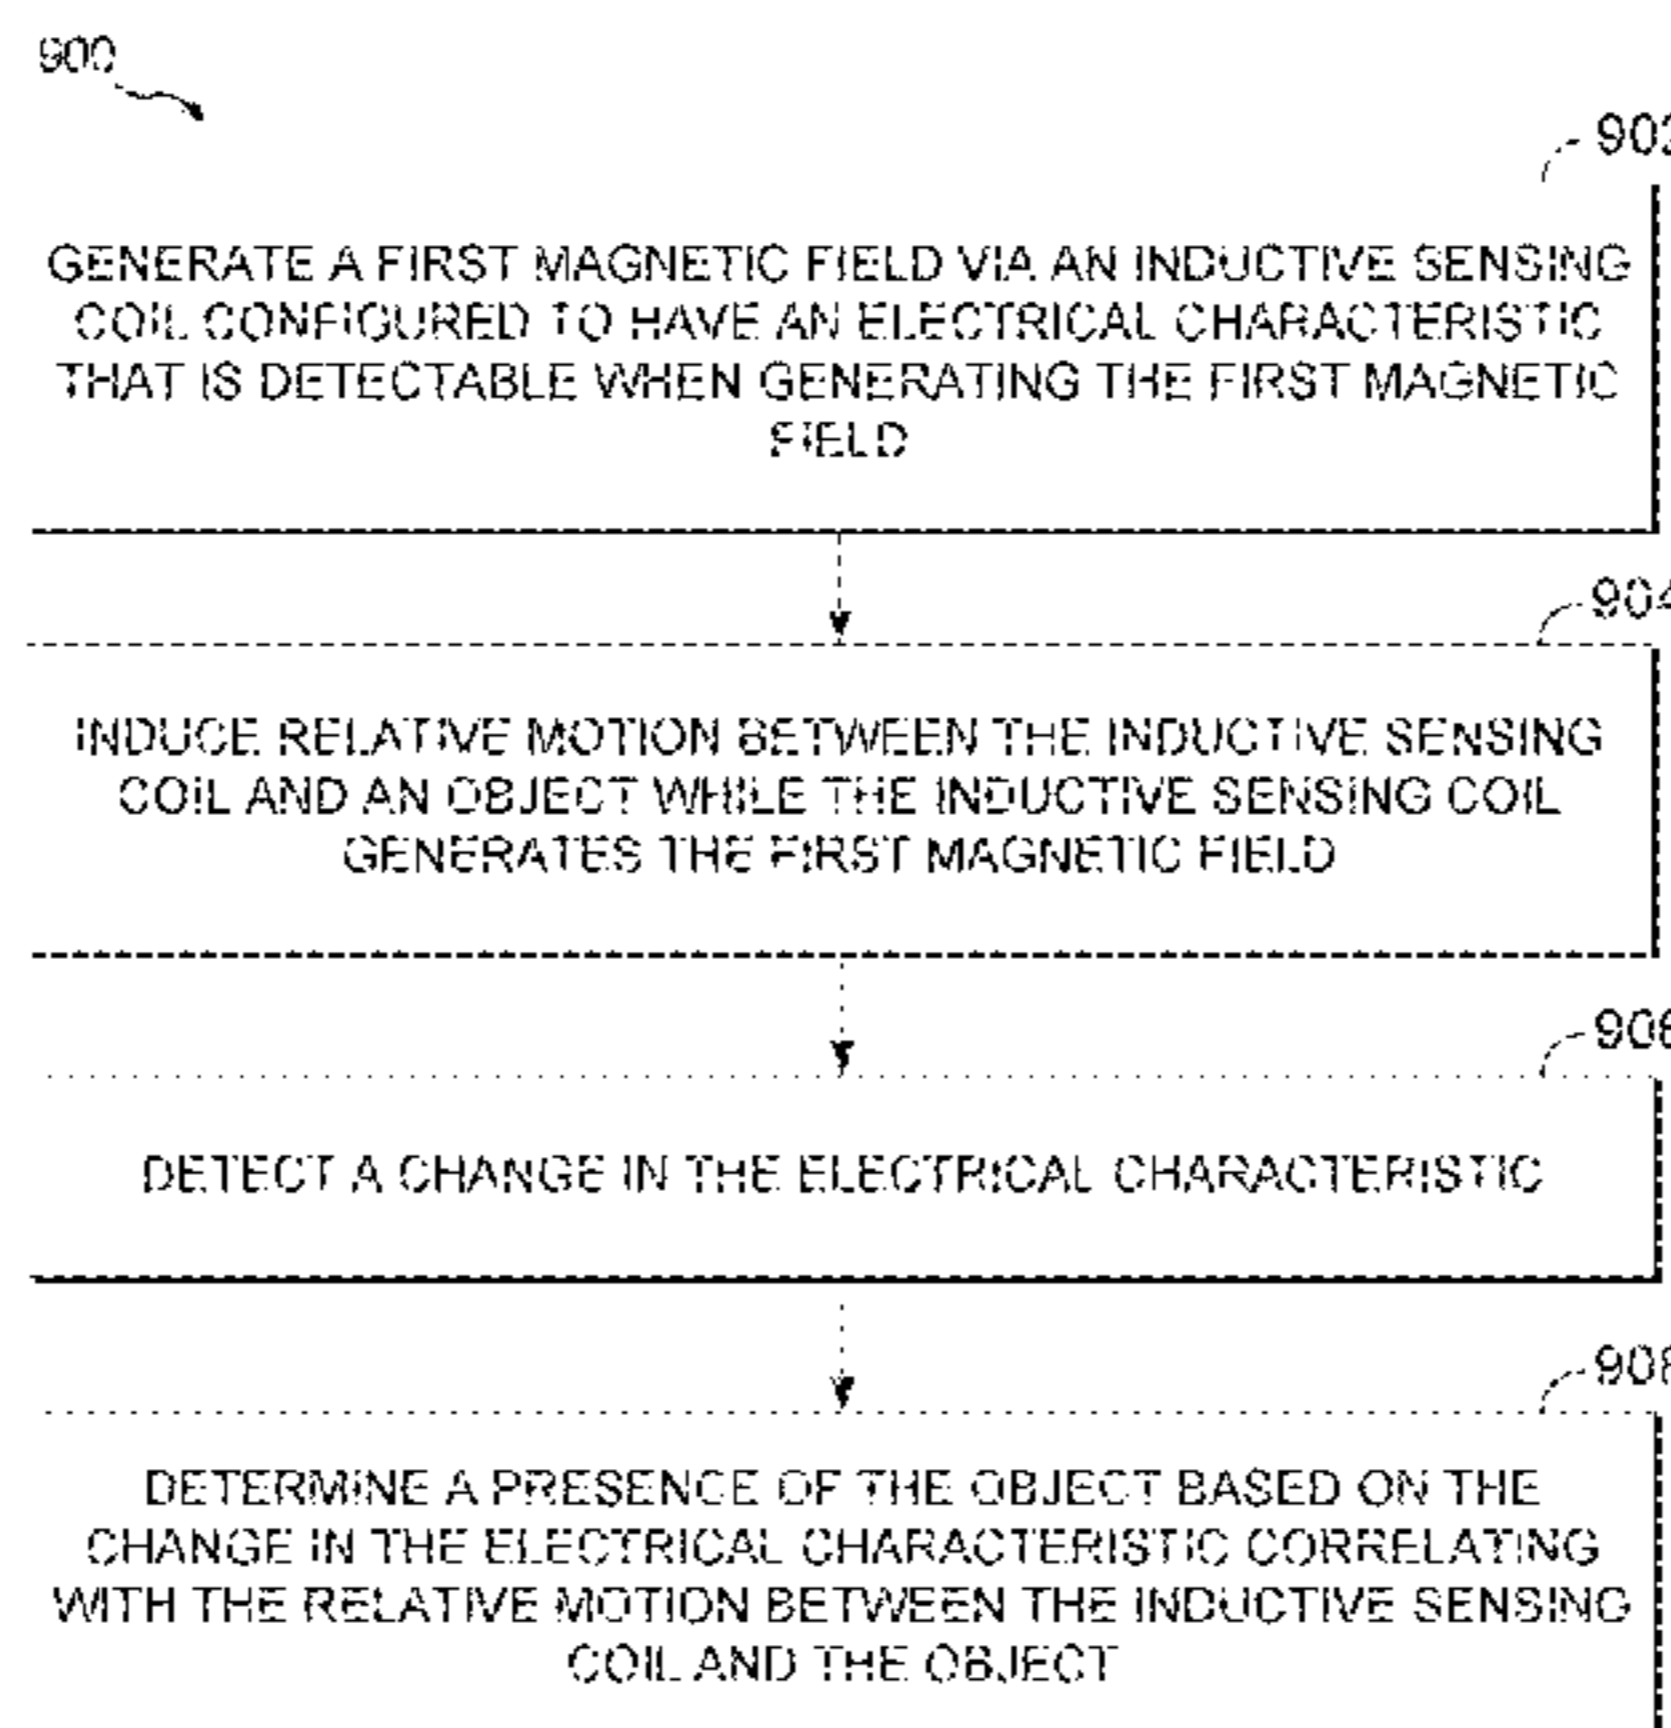 900
902
GENERATE A FIRST MAGNETIC FIELD VIA AN INDUCTIVE SENSING
COIL CONFIGURED TO HAVE AN ELECTRICAL CHARACTERISTIC
THAT IS DETECTABLE WHEN GENERATING THE FIRST MAGNETIC
FIELD
904
INDUCE RELATIVE MOTION BETWEEN THE INDUCTIVE SENSING
COIL AND AN OBJECT WHILE THE INDUCTIVE SENSING COIL
GENERATES THE FIRST MAGNETIC FIELD
906
DETECT A CHANGE IN THE ELECTRICAL CHARACTERISTIC
908
DETERMINE A PRESENCE OF THE OBJECT BASED ON THE
CHANGE IN THE ELECTRICAL CHARACTERISTIC CORRELATING
WITH THE RELATIVE MOTION BETWEEN THE INDUCTIVE SENSING
COIL AND THE OBJECT